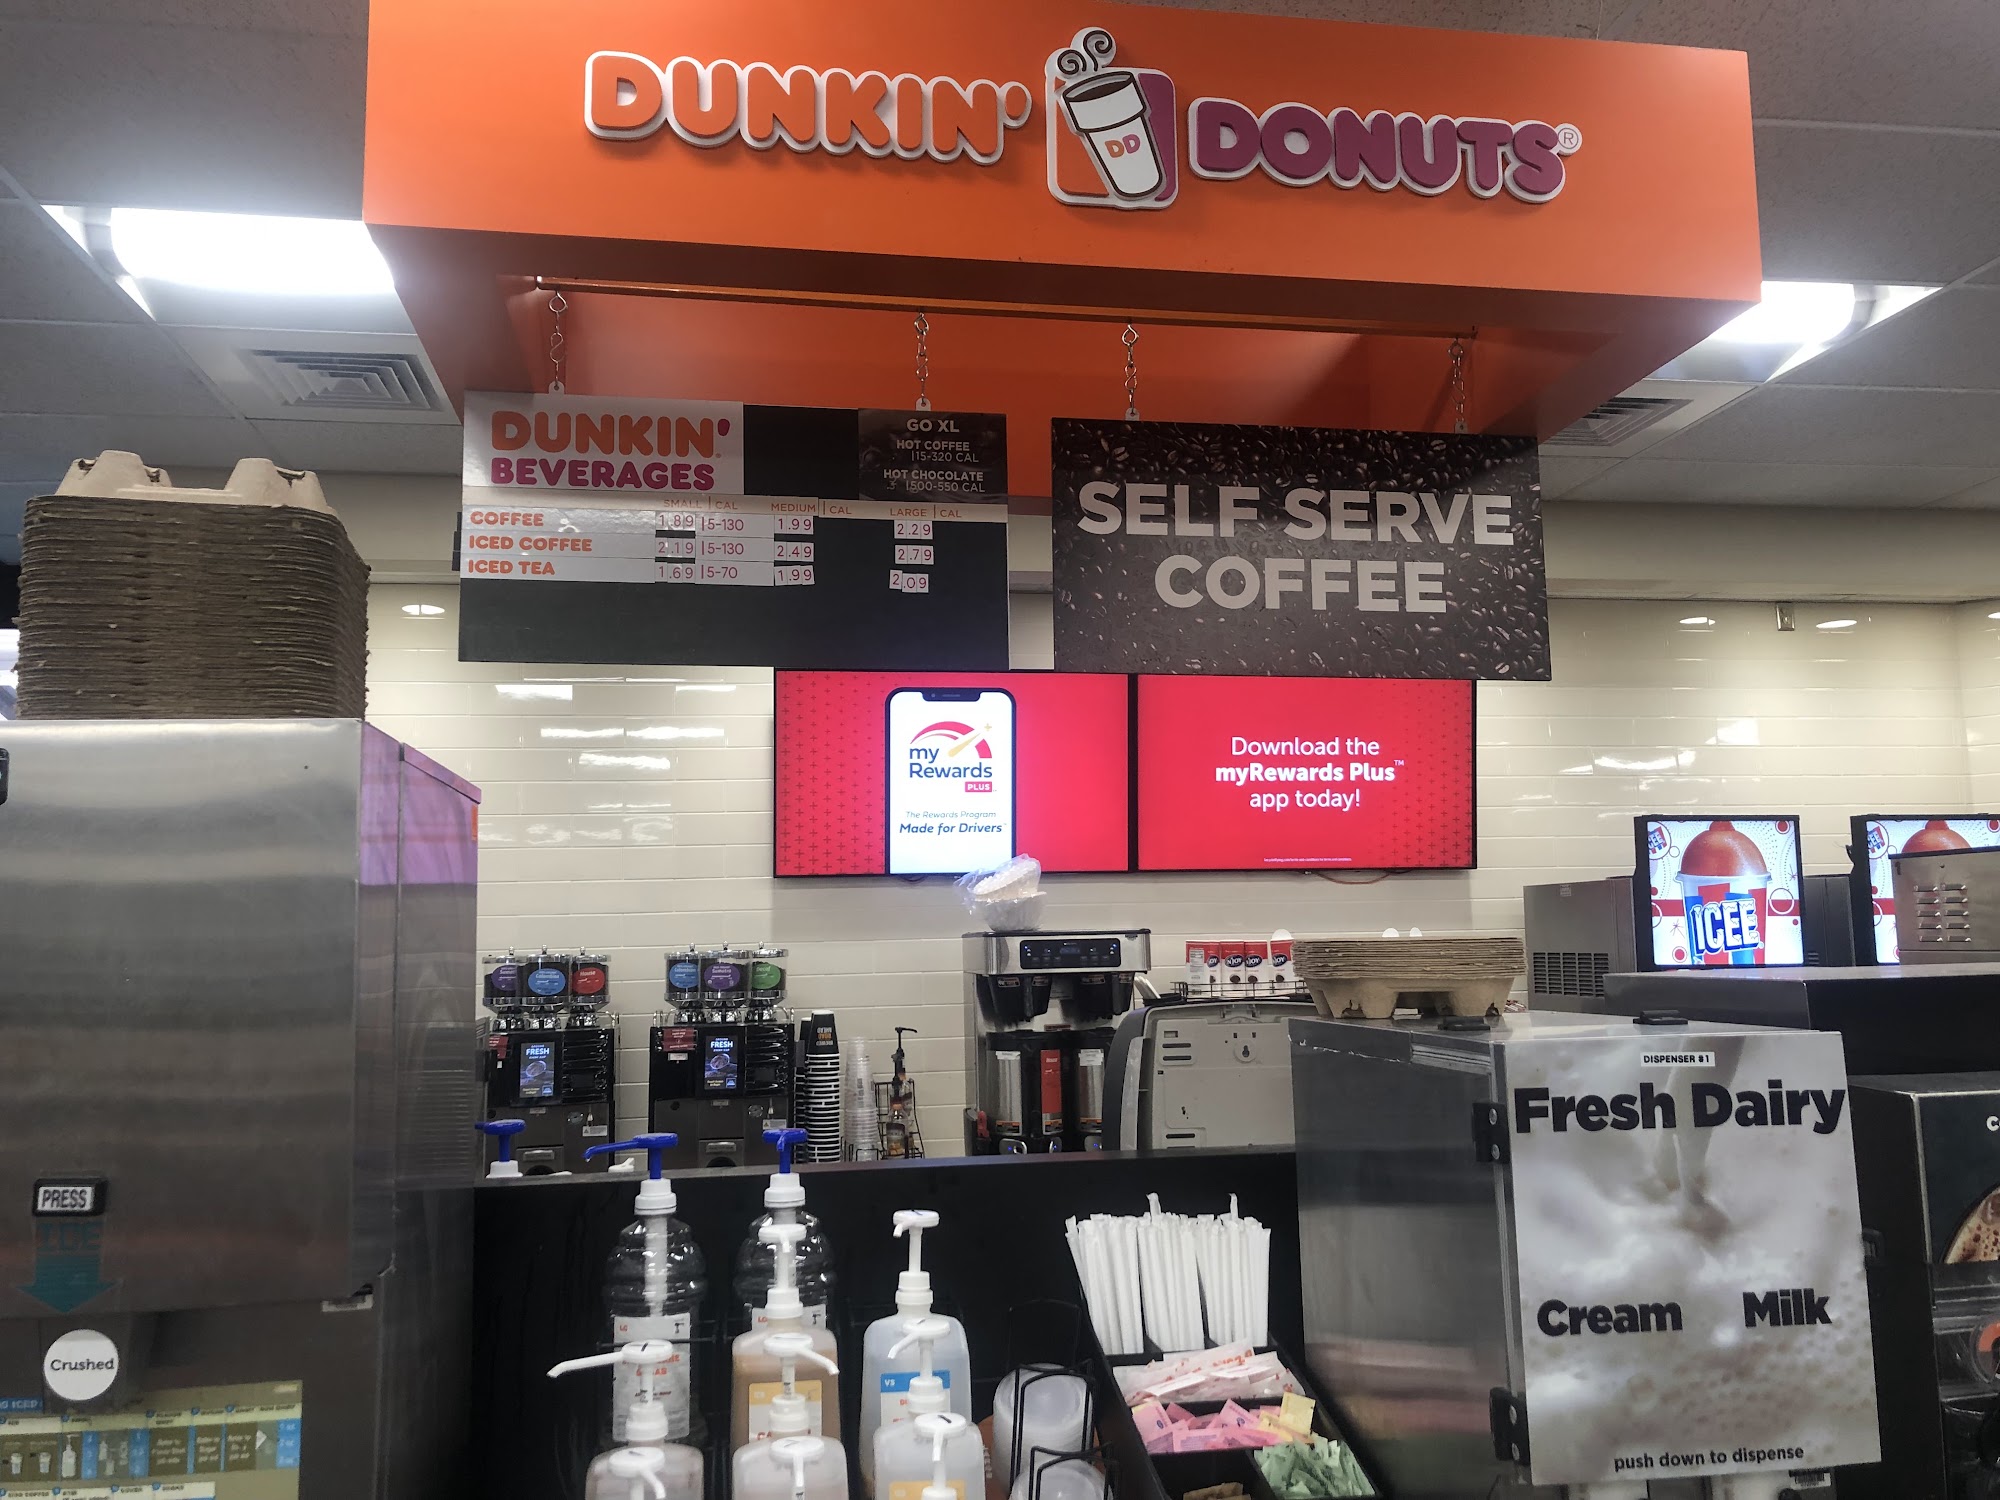 DUNKIN' DD DONUTS®
DUNKIN'
BEVERAGES
GO XL
HOT COFFEE
|15-320 CAL
HOT CHOCOLATE
|500-550 CAL
SMALL | CAL MEDIUM | CAL LARGE | CAL
COFFEE 1.89 |5-130 1.99 2.29
ICED COFFEE 2.19 |5-130 2.49 2.79
ICED TEA 1.69 |5-70 1.99 2.09
SELF SERVE
COFFEE
my
Rewards
PLUS
The Rewards Program
Made for Drivers
Download the
myRewards Plus™
app today!
ICEE
FRESH
FRESH
PRESS
ICE
Crushed
DISPENSER #1
Fresh Dairy
Cream Milk
push down to dispense